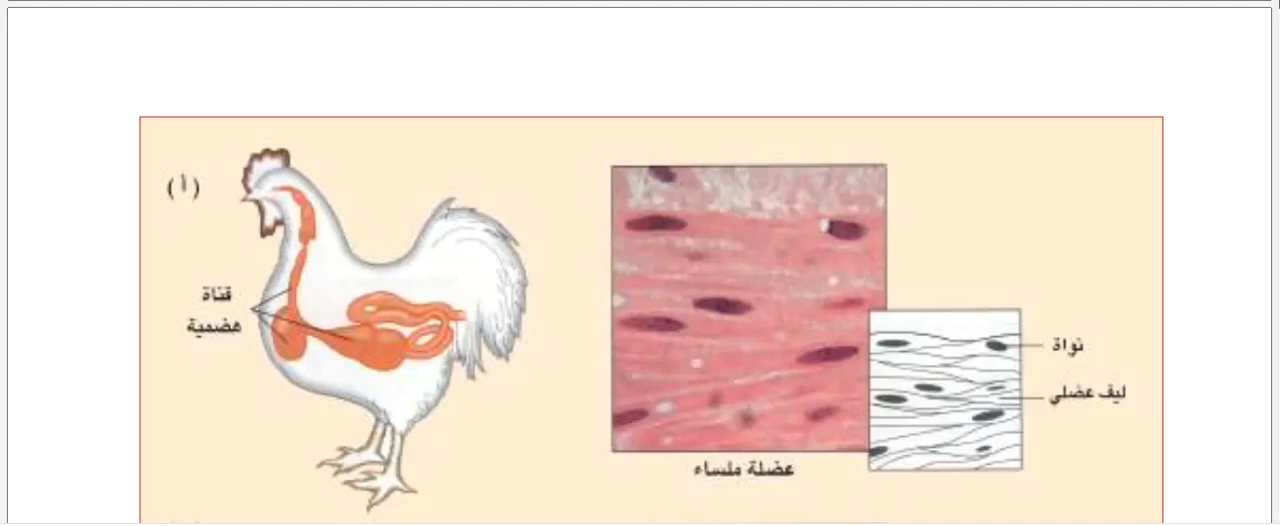 (أ)
قناة
هضمية
نواة
ليف عضلي
عضلة ملساء